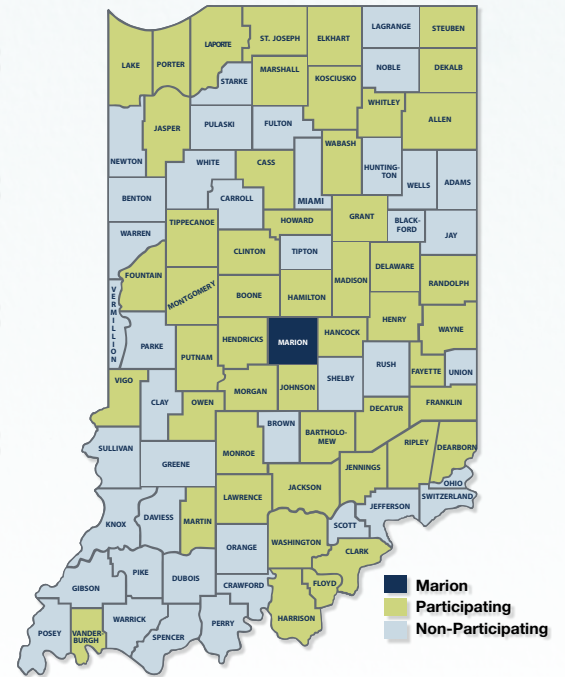 LAGRANGE
STEUBEN
LAPORTE
ST. JOSEPH
ELKHART
LAKE
PORTER
NOBLE
DEKALB
MARSHALL
STARKE
KOSCIUSKO
WHITLEY
ALLEN
JASPER
PULASKI
FULTON
WABASH
NEWTON
WHITE
CASS
HUNTING-
TON
WELLS
ADAMS
BENTON
CARROLL
MIAMI
GRANT
BLACK-
FORD
JAY
WARREN
TIPPECANOE
HOWARD
CLINTON
TIPTON
FOUNTAIN
MONTGOMERY
BOONE
HAMILTON
MADISON
DELAWARE
RANDOLPH
VERMILLION
PARKE
PUTNAM
HENDRICKS
MARION
HANCOCK
HENRY
WAYNE
RUSH
FAYETTE
UNION
VIGO
CLAY
OWEN
MORGAN
JOHNSON
SHELBY
DECATUR
FRANKLIN
SULLIVAN
GREENE
MONROE
BROWN
BARTHOLO-
MEW
RIPLEY
DEARBORN
JENNINGS
OHIO
SWITZERLAND
KNOX
DAVIESS
MARTIN
LAWRENCE
JACKSON
JEFFERSON
SCOTT
ORANGE
WASHINGTON
CLARK
GIBSON
PIKE
DUBOIS
CRAWFORD
FLOYD
HARRISON
POSEY
VANDER
BURGH
WARRICK
SPENCER
PERRY
Marion
Participating
Non-Participating